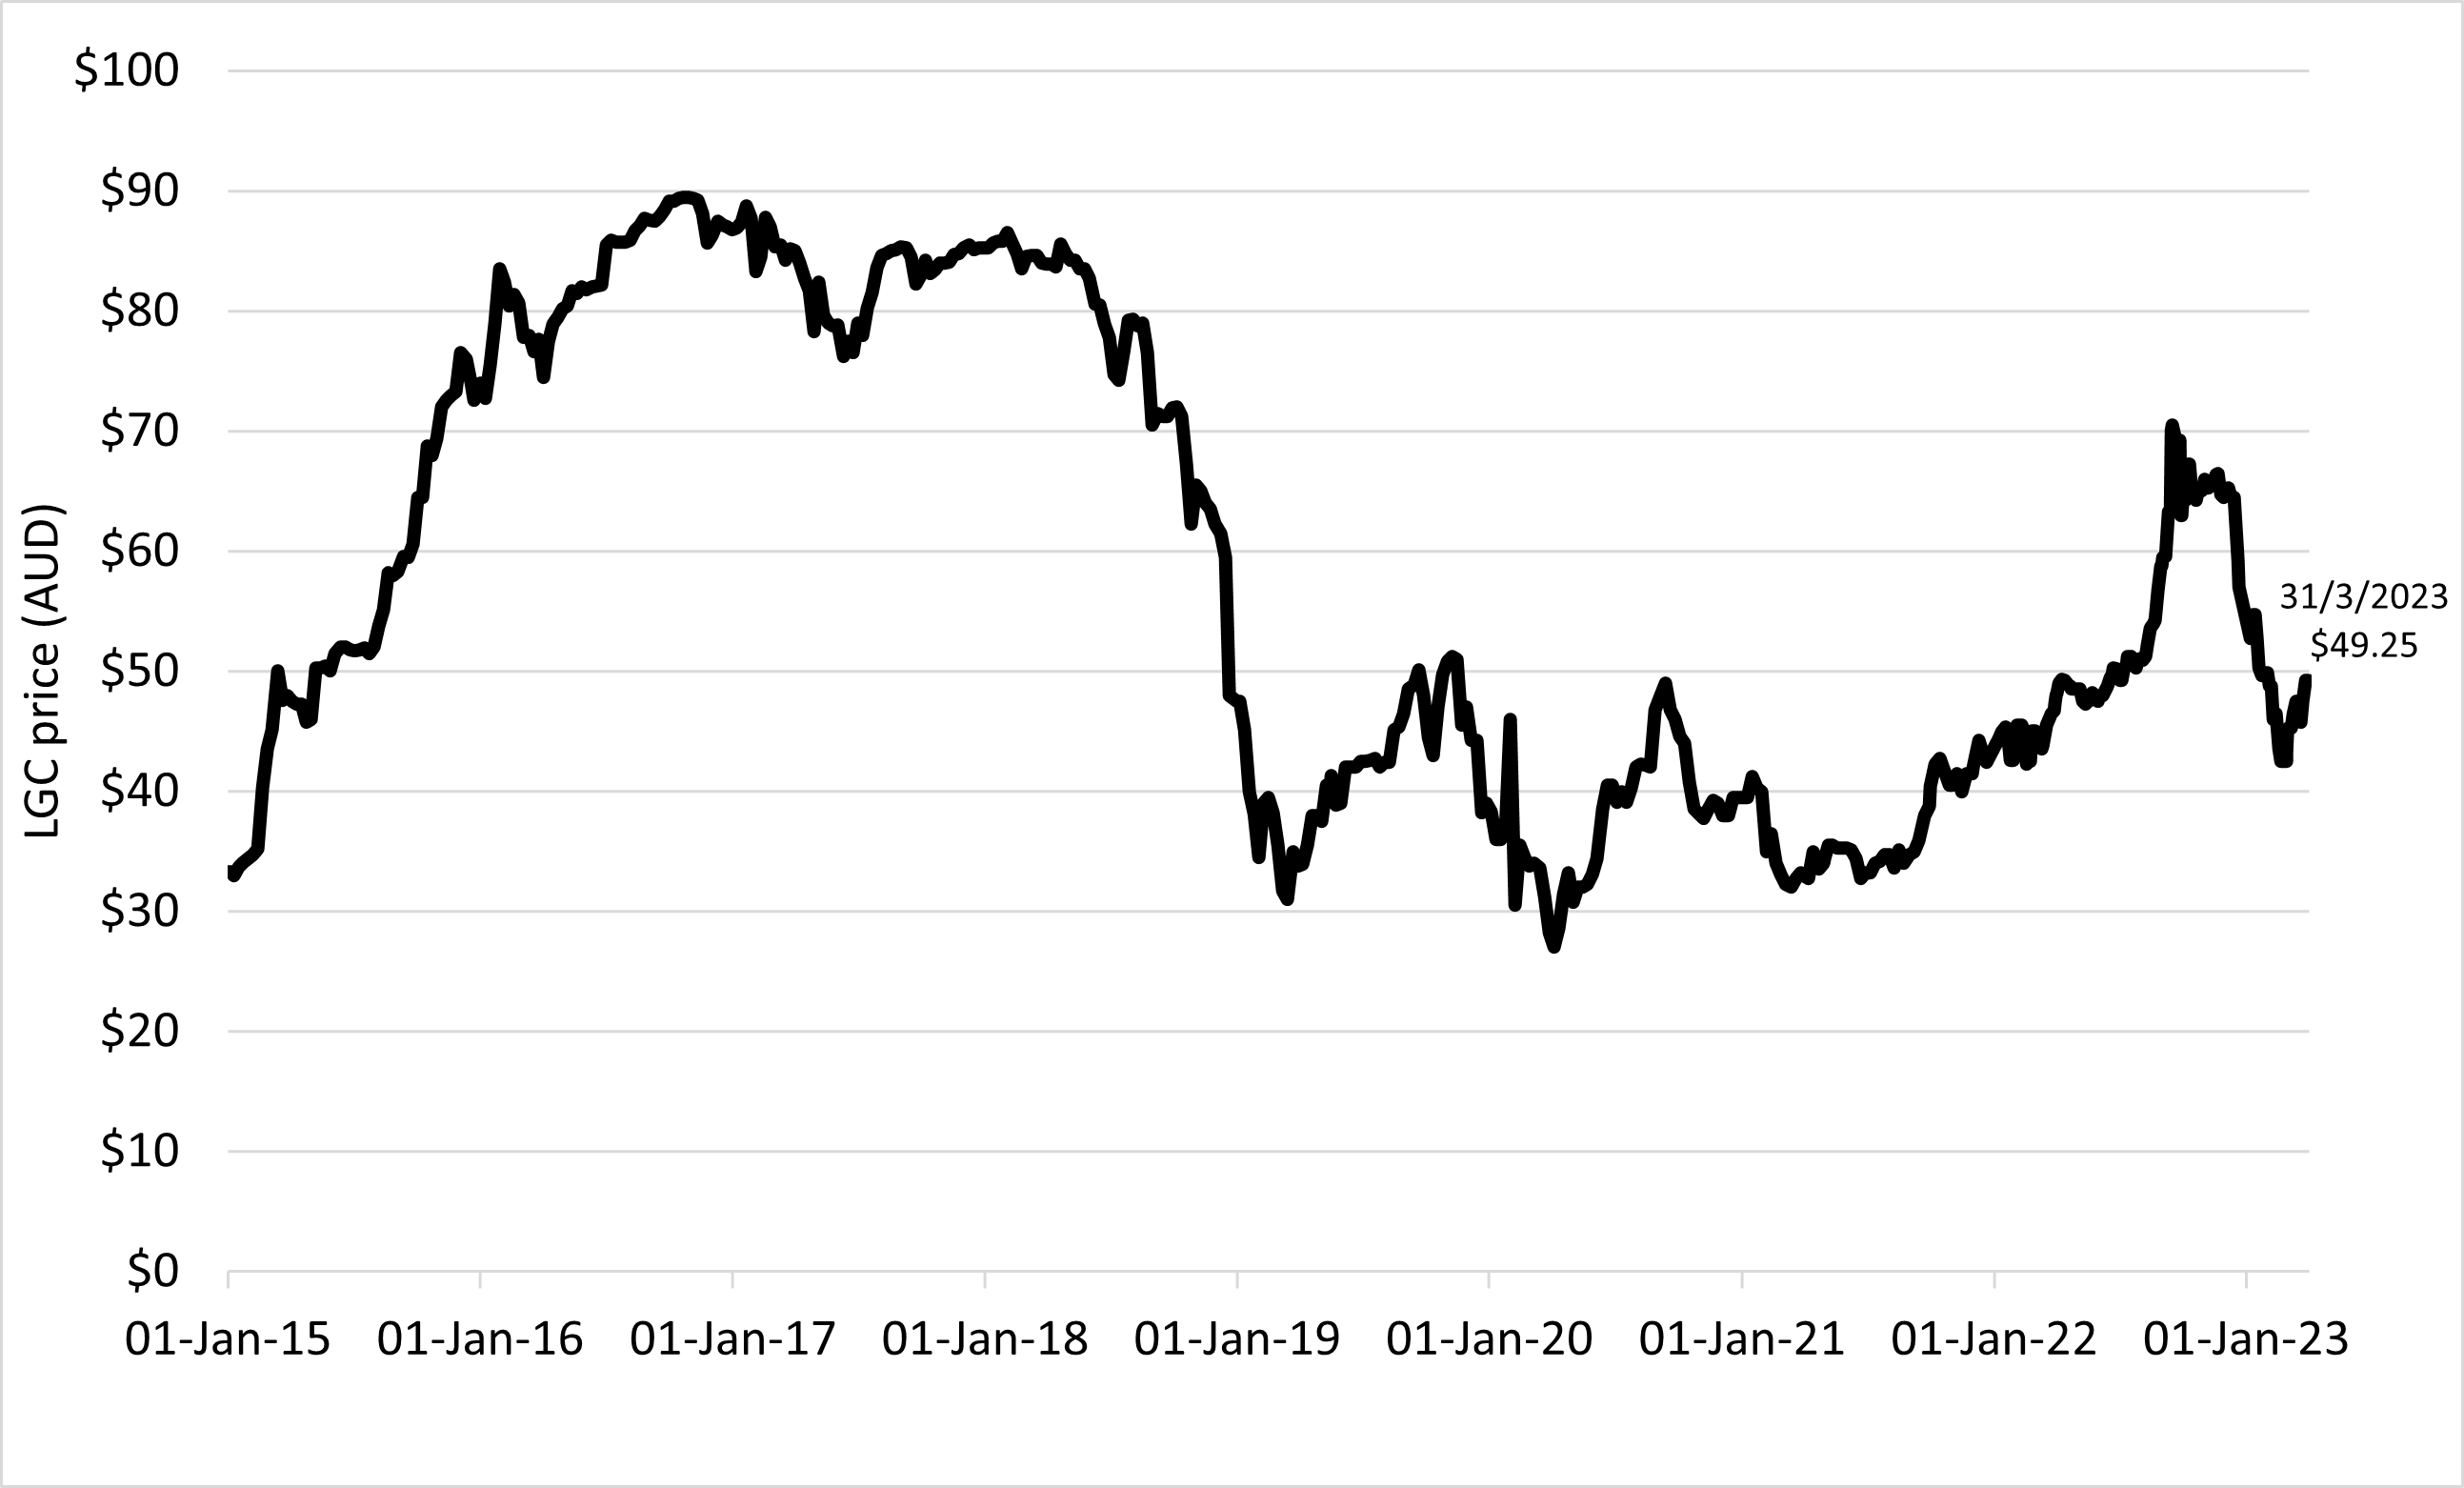 $100
$90
$80
$70
$60
$50
$40
$30
$20
$10
$0
LGC price (AUD)
31/3/2023
$49.25
01-Jan-15
01-Jan-16
01-Jan-17
01-Jan-18
01-Jan-19
01-Jan-20
01-Jan-21
01-Jan-22
01-Jan-23